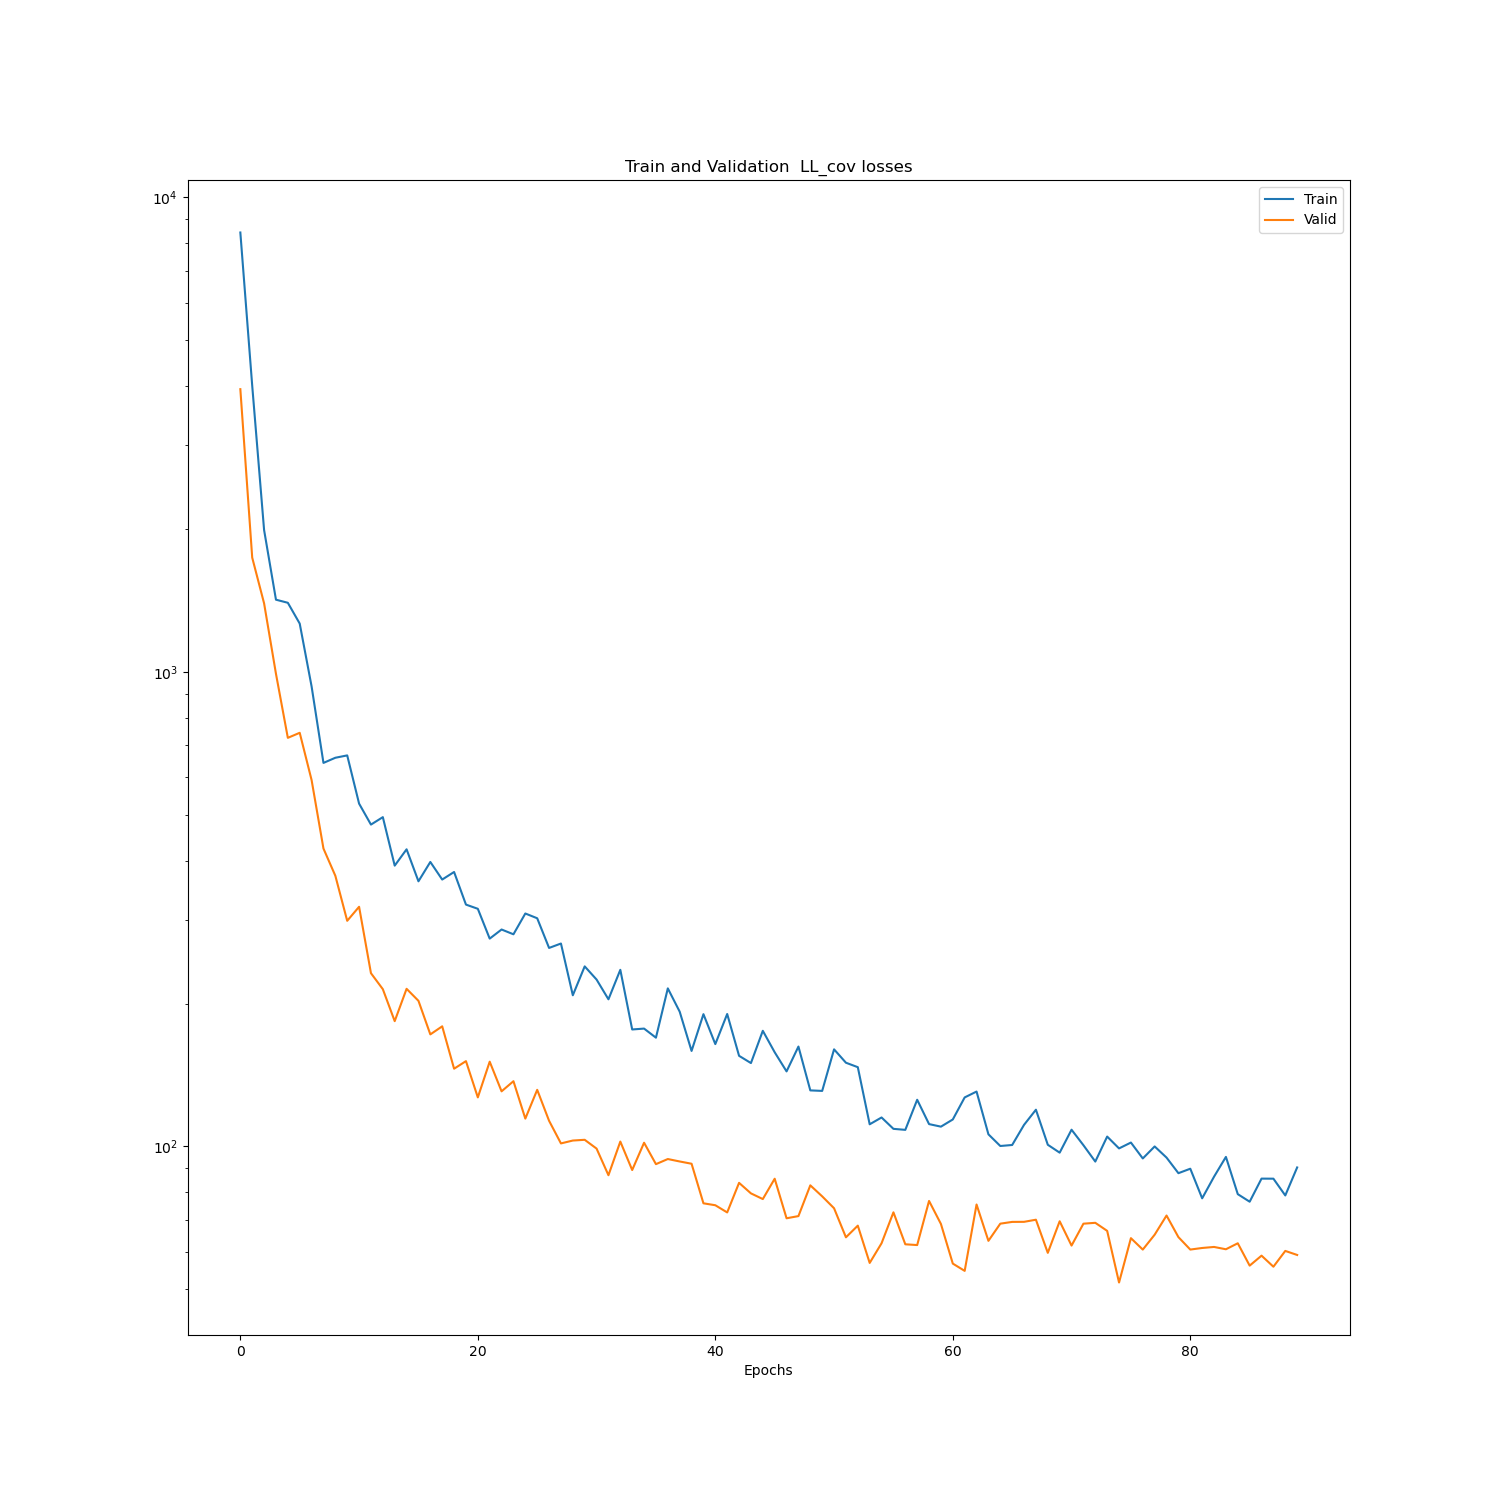 Train and Validation  LL_cov losses
Train
Valid
10⁴
10³
10²
0 20 40 60 80
Epochs